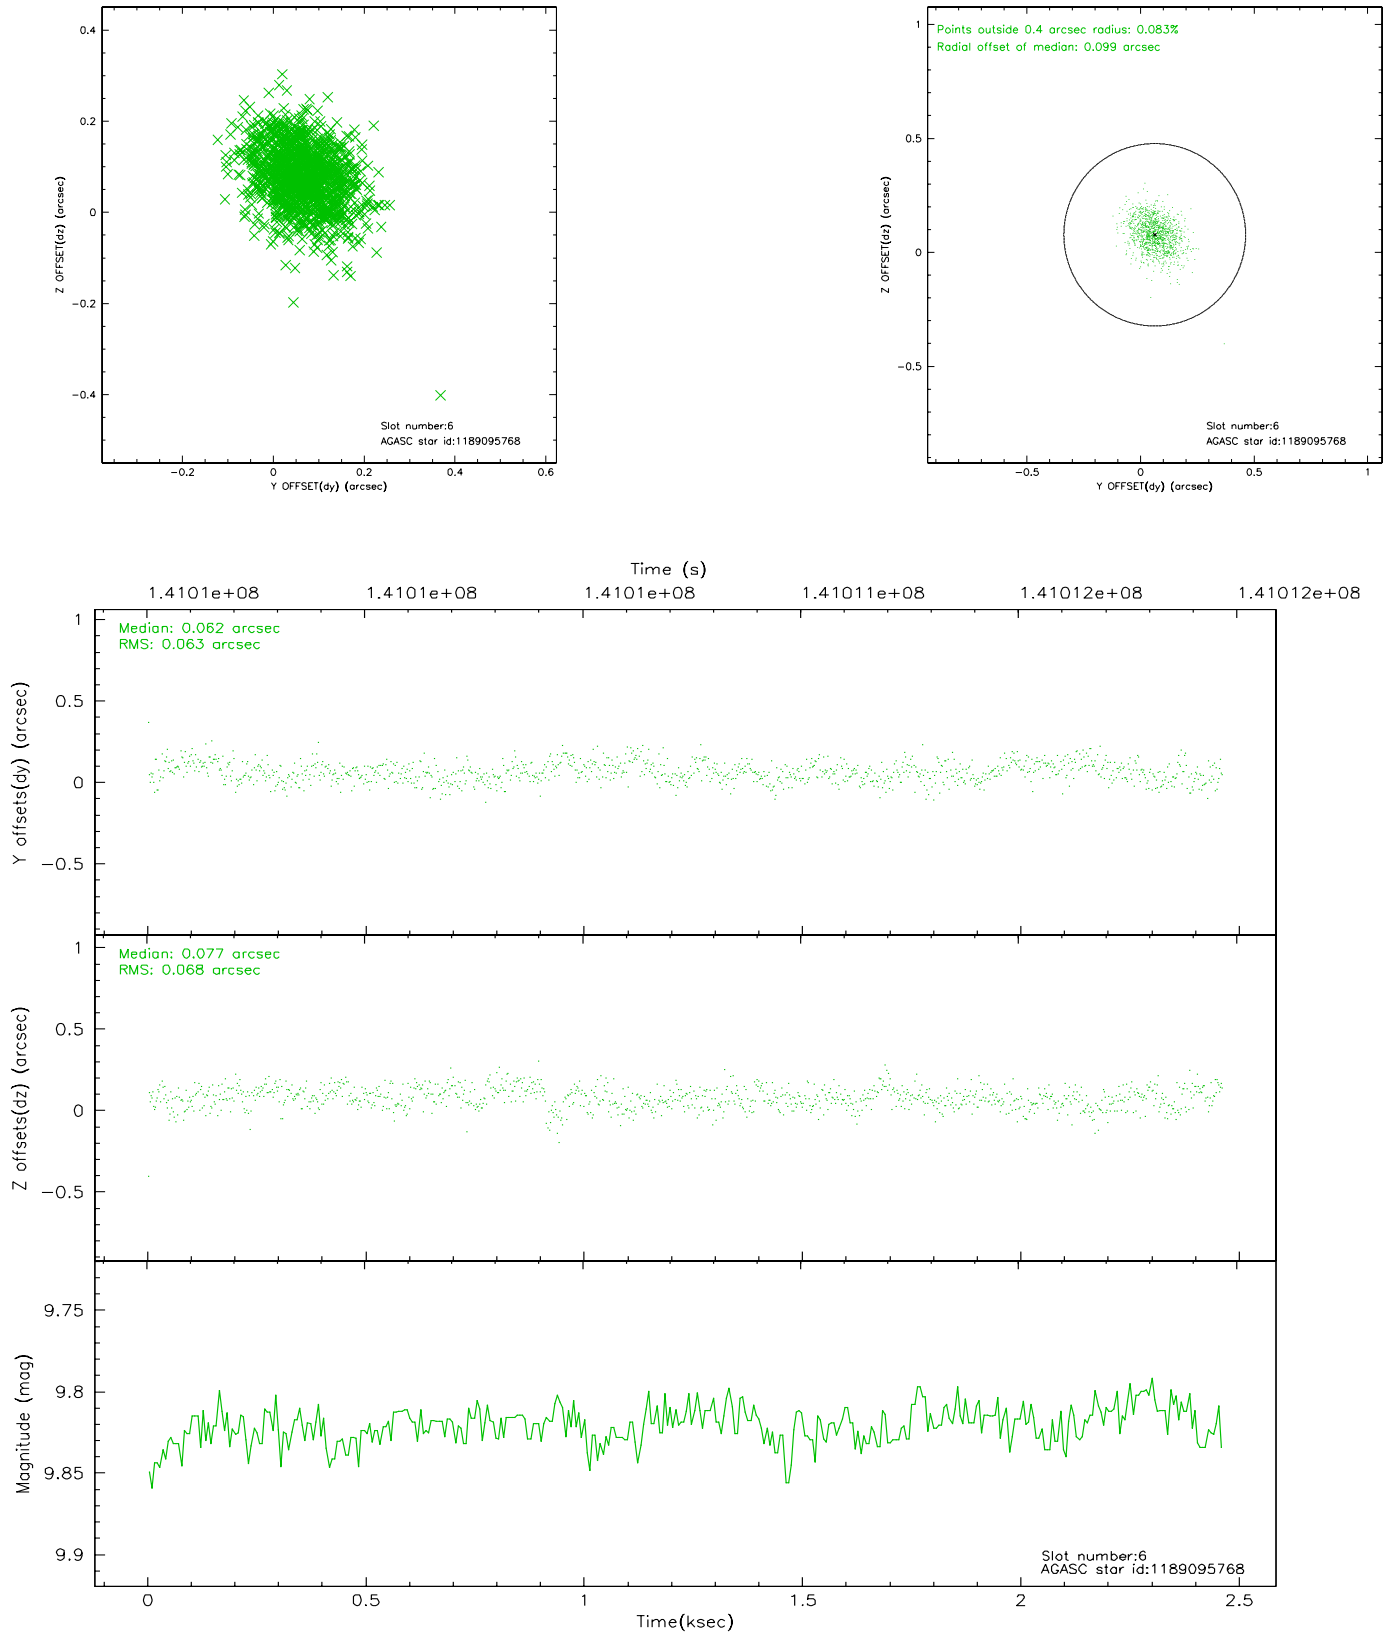 0.4
0.2
0
−0.2
−0.4
Z OFFSET(dz) (arcsec)
Slot number:6
AGASC star id:1189095768
−0.2 0 0.2 0.4 0.6
Y OFFSET(dy) (arcsec)
Points outside 0.4 arcsec radius: 0.083%
Radial offset of median: 0.099 arcsec
1
0.5
0
−0.5
Z OFFSET(dz) (arcsec)
Slot number:6
AGASC star id:1189095768
−0.5 0 0.5 1
Y OFFSET(dy) (arcsec)
Time (s)
1.4101e+08 1.4101e+08 1.4101e+08 1.41011e+08 1.41012e+08 1.41012e+08
Median: 0.062 arcsec
RMS: 0.063 arcsec
1
0.5
0
−0.5
Y offsets(dy) (arcsec)
Median: 0.077 arcsec
RMS: 0.068 arcsec
1
0.5
0
−0.5
Z offsets(dz) (arcsec)
9.75
9.8
9.85
9.9
Magnitude (mag)
Slot number:6
AGASC star id:1189095768
0 0.5 1 1.5 2 2.5
Time(ksec)